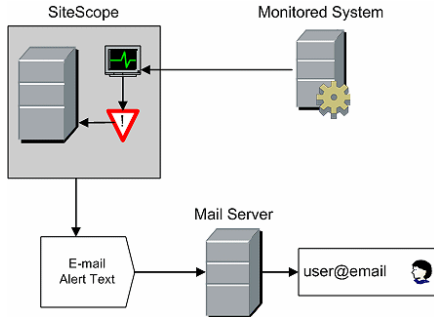 SiteScope
Monitored System
!
Mail Server
E-mail
Alert Text
user@email